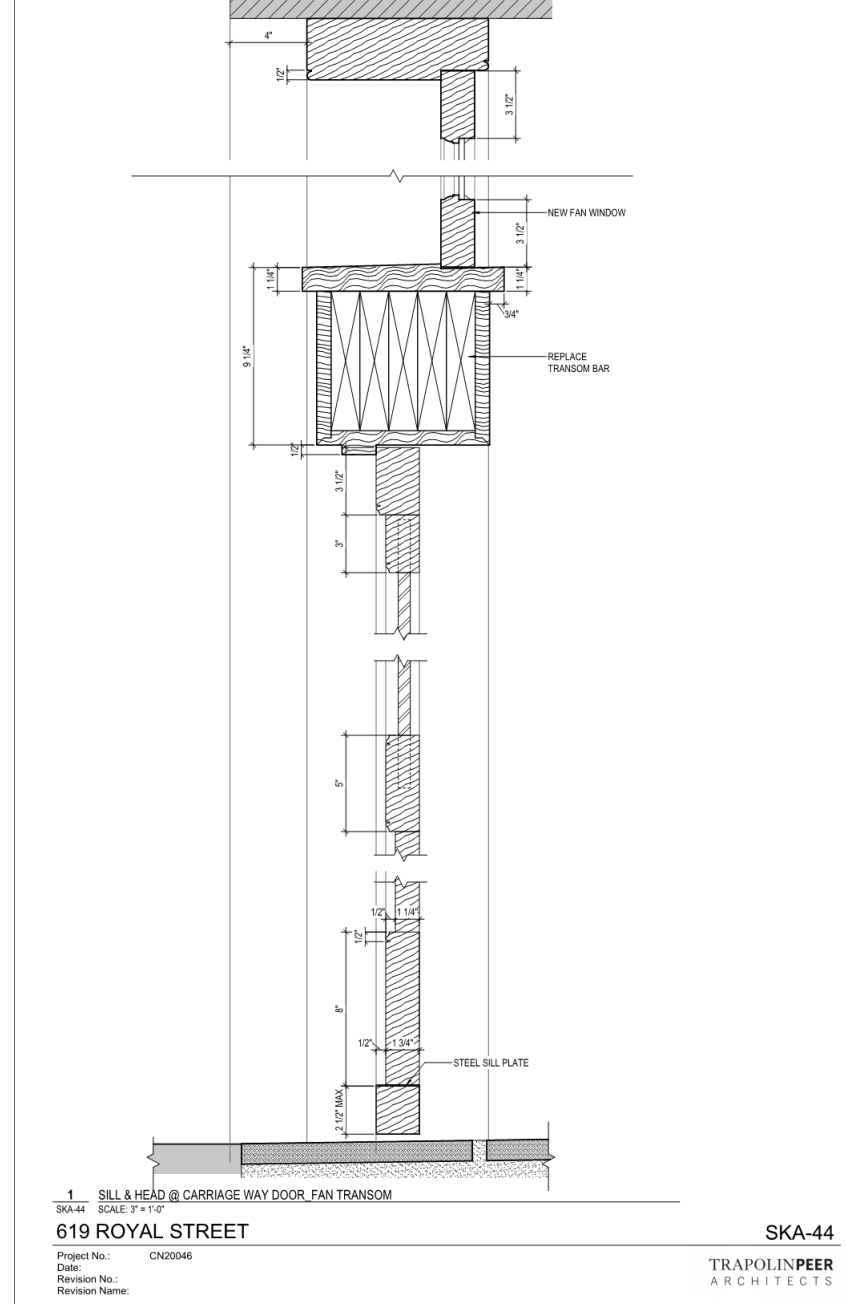 4"
1/2"
3 1/2"
NEW FAN WINDOW
3 1/2"
1 1/4"
1 1/4"
3/4"
9 1/4"
REPLACE
TRANSOM BAR
1/2"
3 1/2"
3"
5"
1/2"
1 1/4"
1/2"
8"
1/2"
1 3/4"
STEEL SILL PLATE
2 1/2" MAX
1 SILL & HEAD @ CARRIAGE WAY DOOR_FAN TRANSOM
SKA-44 SCALE: 3" = 1'-0"
619 ROYAL STREET
SKA-44
Project No.: CN20046
Date:
Revision No.:
Revision Name:
TRAPOLINPEER
ARCHITECTS